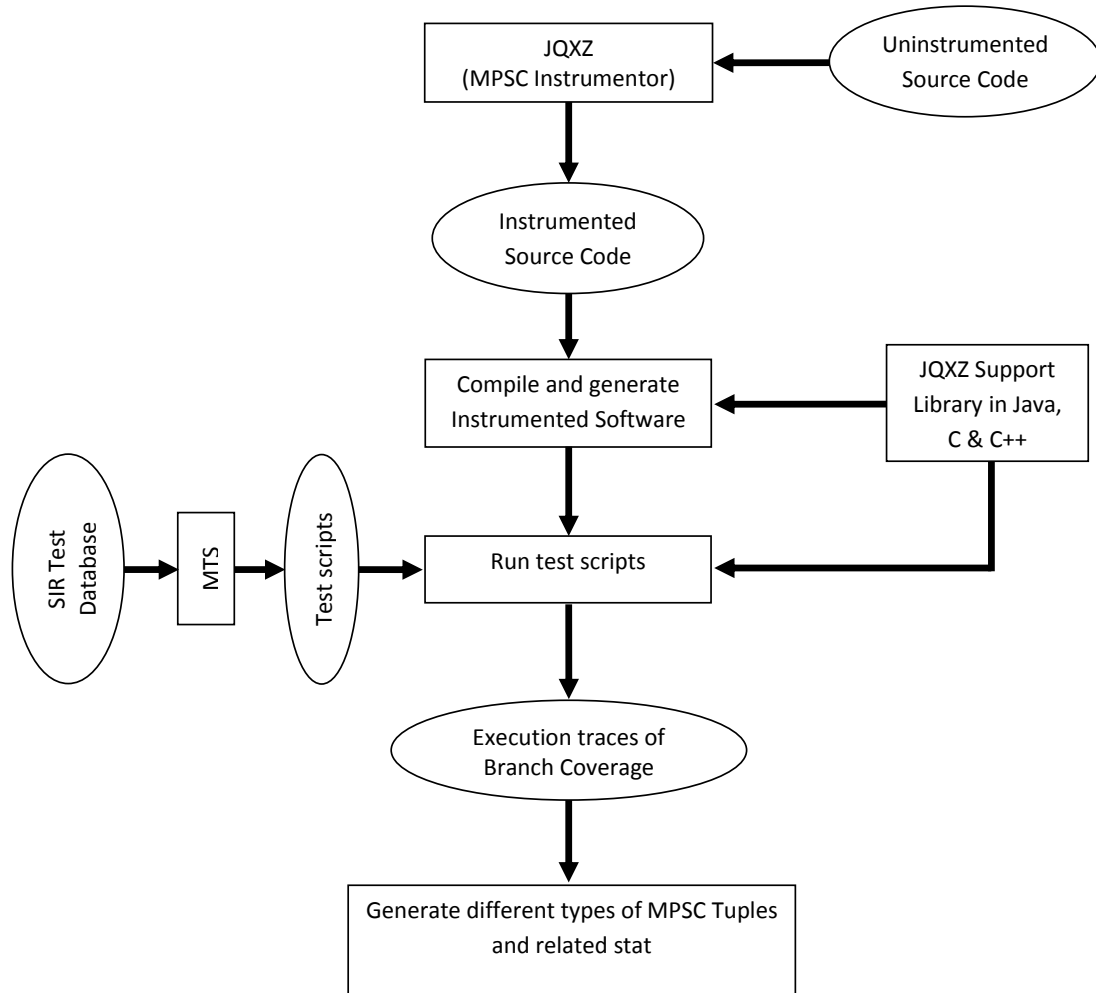 JQXZ
(MPSC Instrumentor)
Uninstrumented
Source Code
Instrumented
Source Code
Compile and generate
Instrumented Software
JQXZ Support
Library in Java,
C & C++
SIR Test
Database
MTS
Test scripts
Run test scripts
Execution traces of
Branch Coverage
Generate different types of MPSC Tuples
and related stat